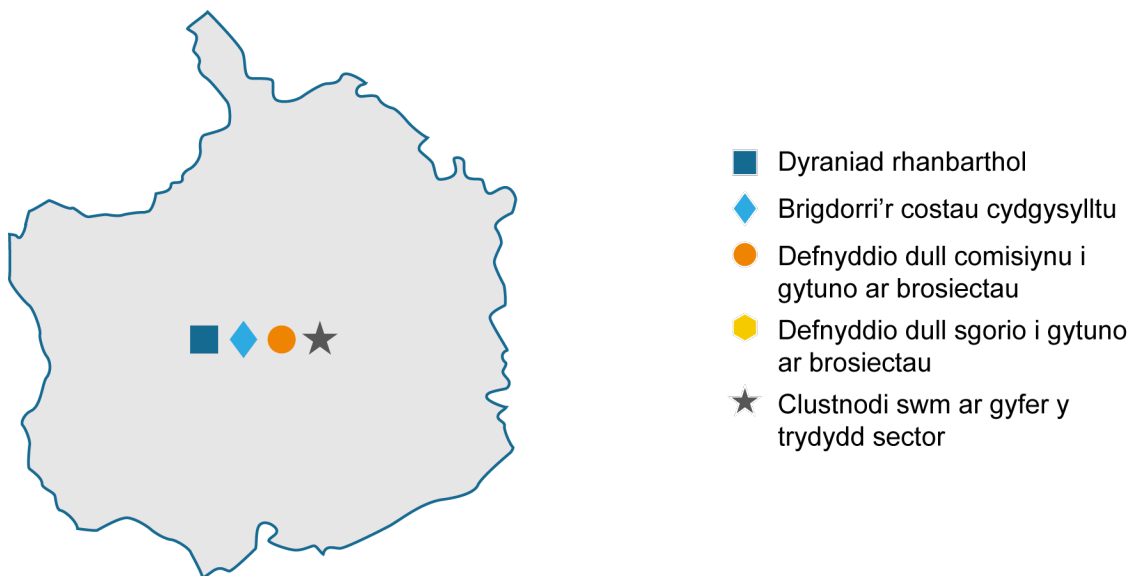 Dyraniad rhanbarthol
Brigdorri’r costau cydgysylltu
Defnyddio dull comisiynu i
gytuno ar brosiectau
Defnyddio dull sgorio i gytuno
ar brosiectau
Clustnodi swm ar gyfer y
trydydd sector